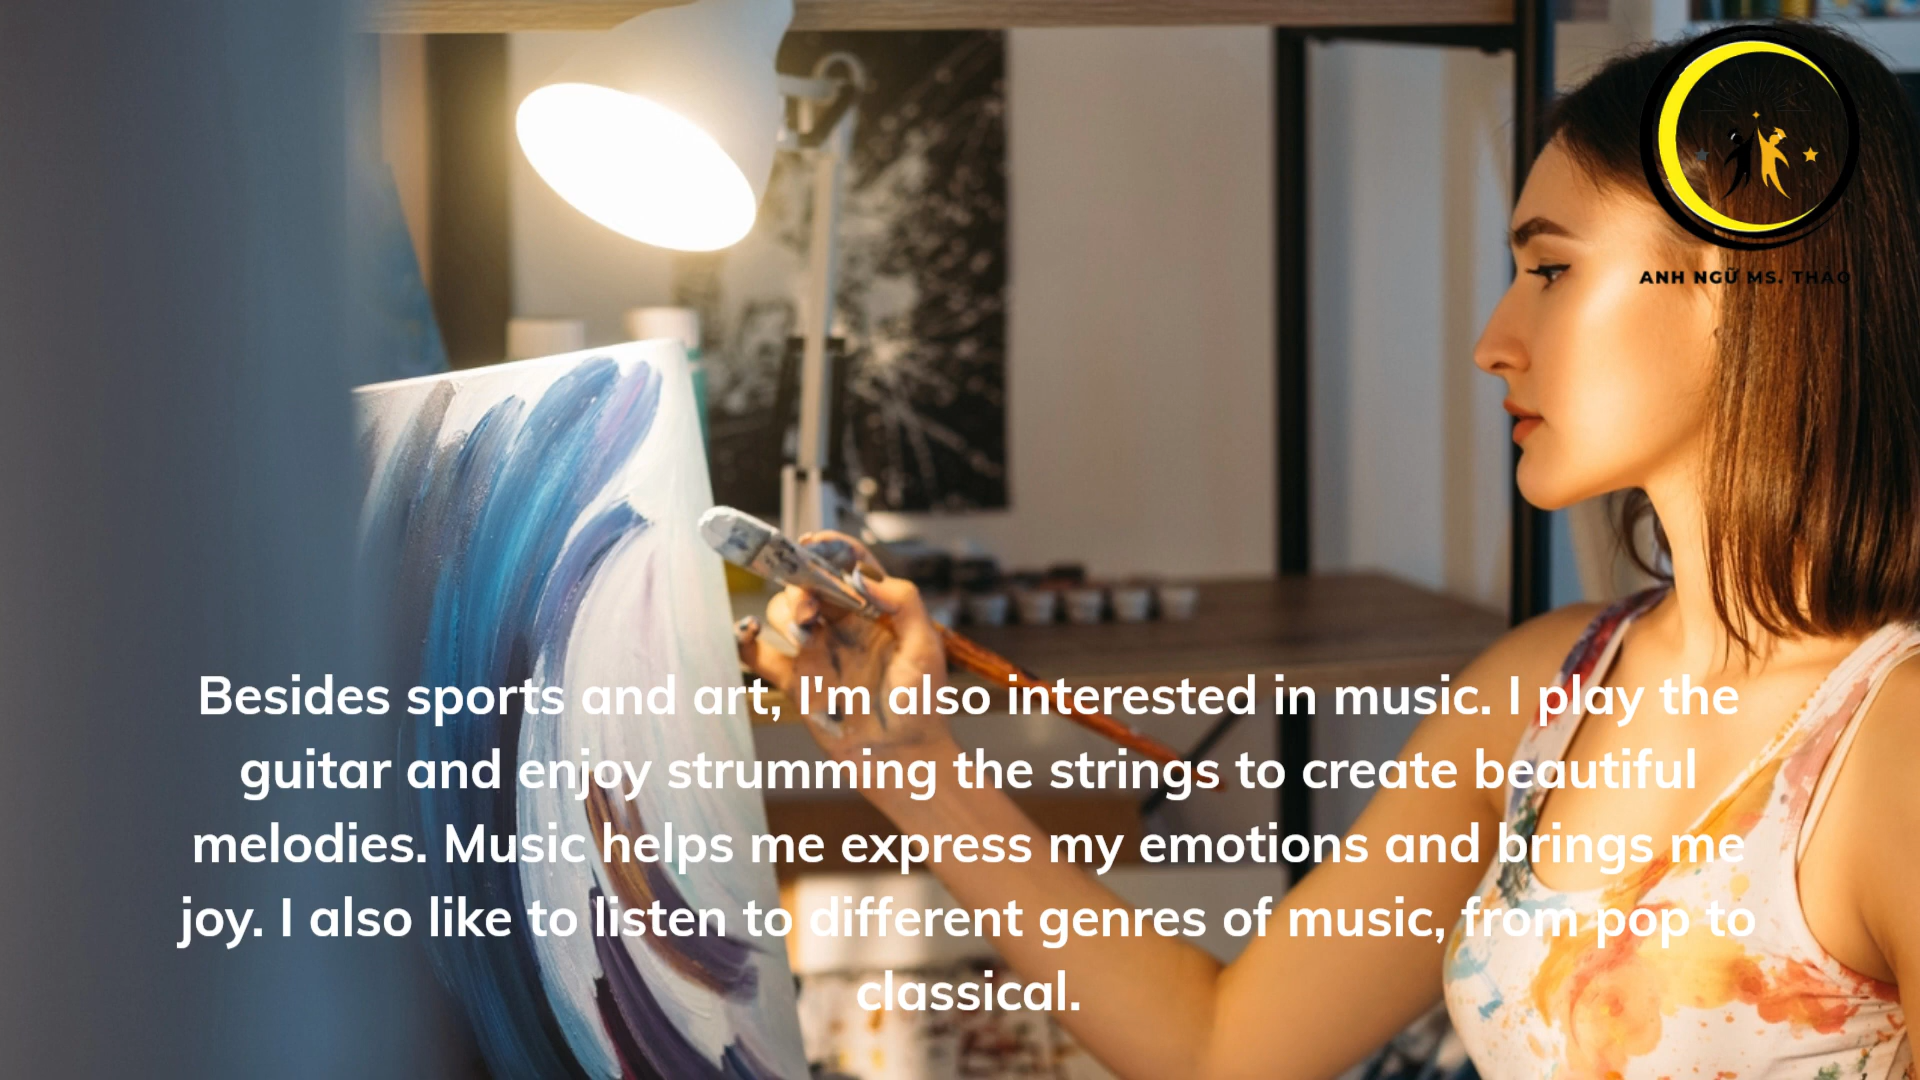 ANH NGỮ MS. THẢO
Besides sports and art, I'm also interested in music. I play the
guitar and enjoy strumming the strings to create beautiful
melodies. Music helps me express my emotions and brings me
joy. I also like to listen to different genres of music, from pop to
classical.